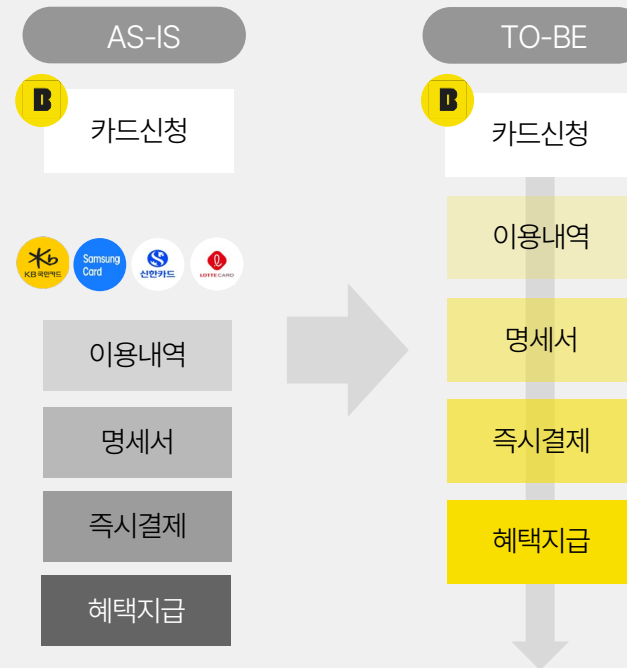 AS-IS
B
카드신청
KB국민카드
Samsung
Card
신한카드
LOTTE CARD
이용내역
명세서
즉시결제
혜택지급
TO-BE
B
카드신청
이용내역
명세서
즉시결제
혜택지급